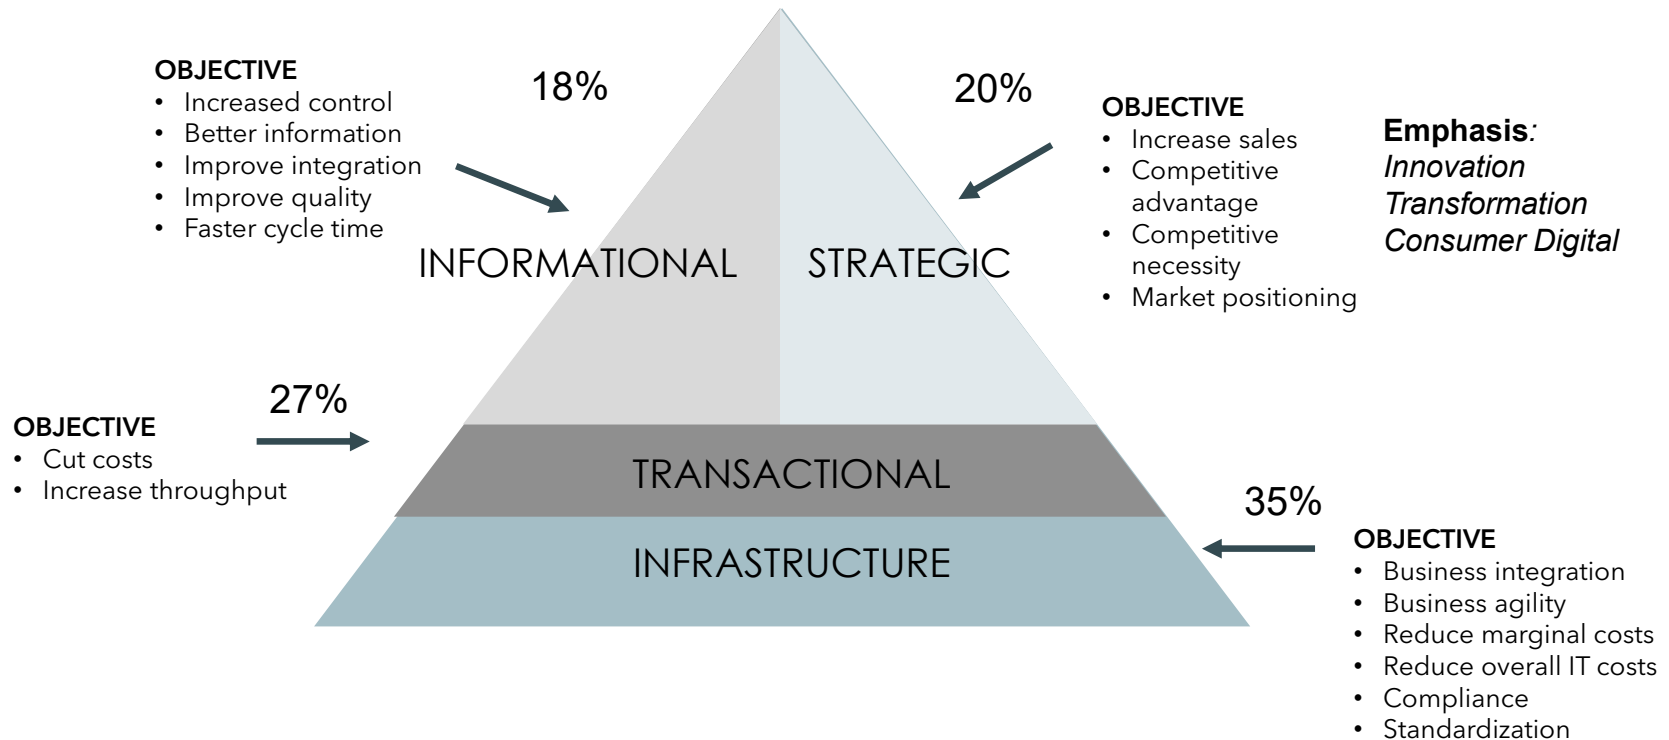 OBJECTIVE
• Increased control
• Better information
• Improve integration
• Improve quality
• Faster cycle time
18%
20%
OBJECTIVE
• Increase sales
• Competitive
advantage
• Competitive
necessity
• Market positioning
Emphasis:
Innovation
Transformation
Consumer Digital
INFORMATIONAL
STRATEGIC
27%
OBJECTIVE
• Cut costs
• Increase throughput
TRANSACTIONAL
35%
INFRASTRUCTURE
OBJECTIVE
• Business integration
• Business agility
• Reduce marginal costs
• Reduce overall IT costs
• Compliance
• Standardization